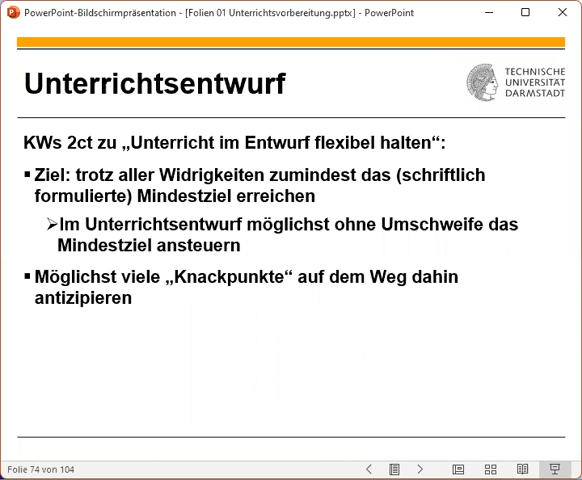 PowerPoint-Bildschirmpräsentation - [Folien 01 Unterrichtsvorbereitung.pptx] - PowerPoint
Unterrichtsentwurf
TECHNISCHE
UNIVERSITÄT
DARMSTADT
KWs 2ct zu „Unterricht im Entwurf flexibel halten“:
▪ Ziel: trotz aller Widrigkeiten zumindest das (schriftlich
formulierte) Mindestziel erreichen
➢Im Unterrichtsentwurf möglichst ohne Umschweife das
Mindestziel ansteuern
▪ Möglichst viele „Knackpunkte“ auf dem Weg dahin
antizipieren
Folie 74 von 104